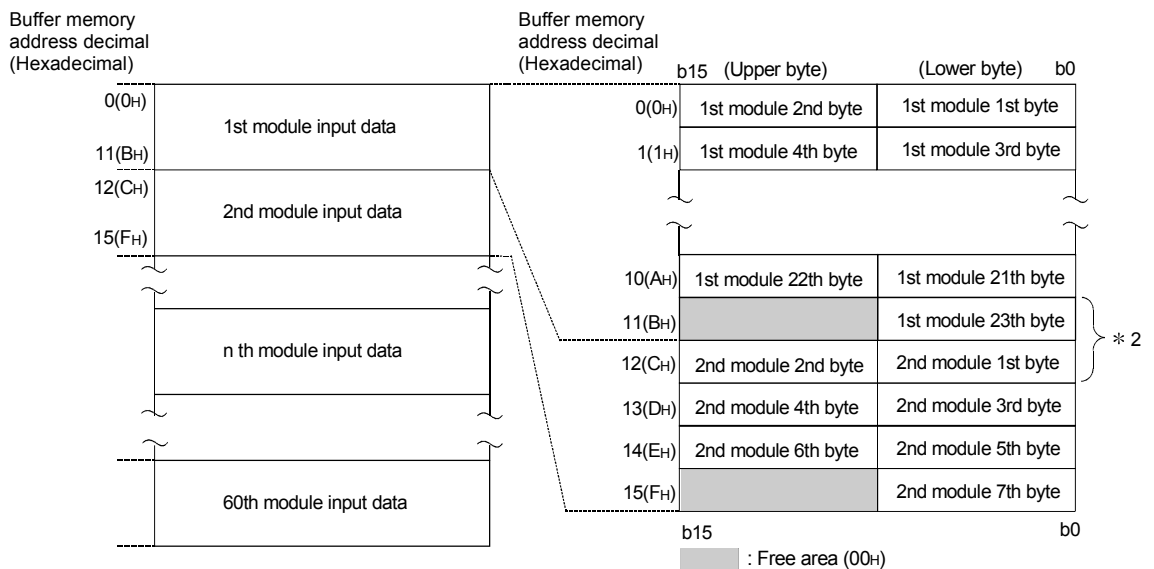 Buffer memory
address decimal
(Hexadecimal)
0(0H)
1st module input data
11(BH)
12(CH)
2nd module input data
15(FH)
n th module input data
60th module input data
Buffer memory
address decimal
(Hexadecimal)
b15 (Upper byte) (Lower byte) b0
0(0H) 1st module 2nd byte 1st module 1st byte
1(1H) 1st module 4th byte 1st module 3rd byte
10(AH) 1st module 22th byte 1st module 21th byte
11(BH) 1st module 23th byte
12(CH) 2nd module 2nd byte 2nd module 1st byte
13(DH) 2nd module 4th byte 2nd module 3rd byte
14(EH) 2nd module 6th byte 2nd module 5th byte
15(FH) 2nd module 7th byte
b15 b0
: Free area (00H)
＊2